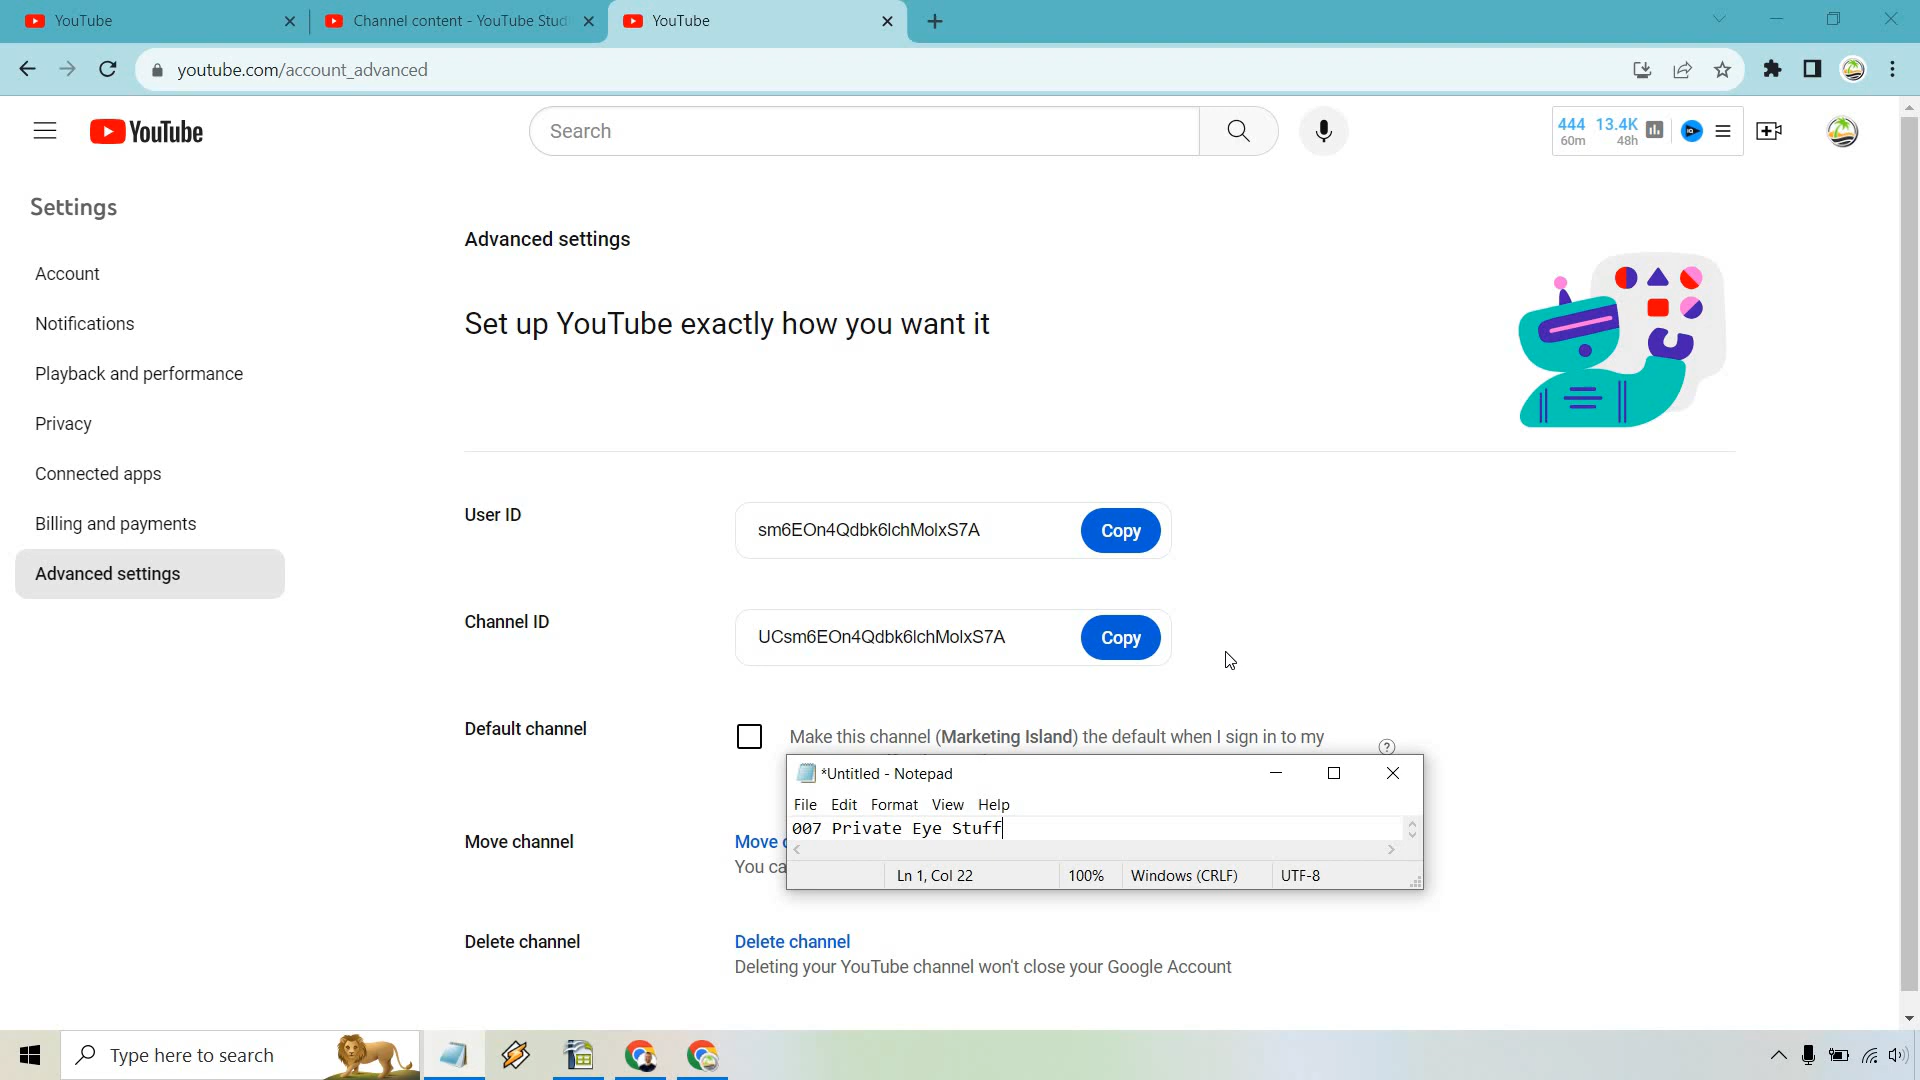 YouTube
Channel content - YouTube Stud
YouTube
youtube.com/account_advanced
YouTube
Search
444 13.4K
60m 48h
Settings
Account
Notifications
Playback and performance
Privacy
Connected apps
Billing and payments
Advanced settings
Advanced settings
Set up YouTube exactly how you want it
User ID
sm6EOn4Qdbk6lchMolxS7A
Copy
Channel ID
UCsm6EOn4Qdbk6lchMolxS7A
Copy
Default channel
Make this channel (Marketing Island) the default when I sign in to my
?
*Untitled - Notepad
File Edit Format View Help
007 Private Eye Stuff
Ln 1, Col 22
100%
Windows (CRLF)
UTF-8
Move channel
Move
You ca
Delete channel
Delete channel
Deleting your YouTube channel won't close your Google Account
Type here to search